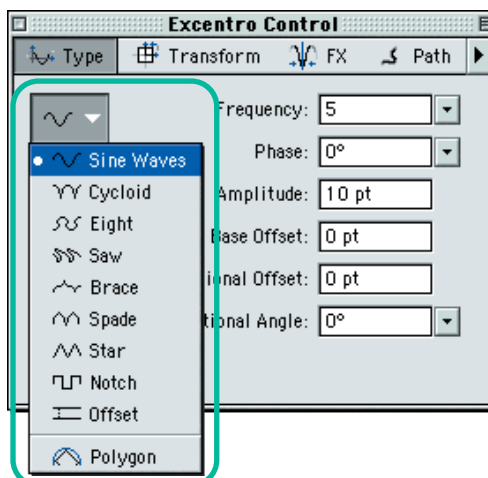 Excentro Control
Type Transform FX Path
Frequency: 5
Phase: 0°
Amplitude: 10 pt
Base Offset: 0 pt
ional Offset: 0 pt
tional Angle: 0°
Sine Waves
Cycloid
Eight
Saw
Brace
Spade
Star
Notch
Offset
Polygon